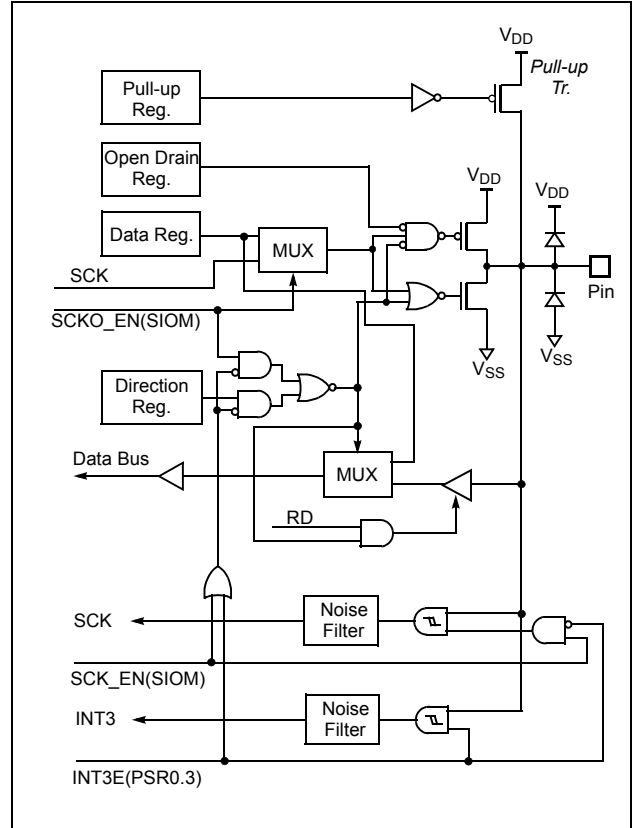 VDD
Pull-up
Tr.
Pull-up
Reg.
Open Drain
Reg.
VDD
VDD
Data Reg.
MUX
SCK
Pin
SCKO_EN(SIOM)
VSS
VSS
Direction
Reg.
Data Bus
MUX
RD
SCK
Noise
Filter
SCK_EN(SIOM)
INT3
Noise
Filter
INT3E(PSR0.3)